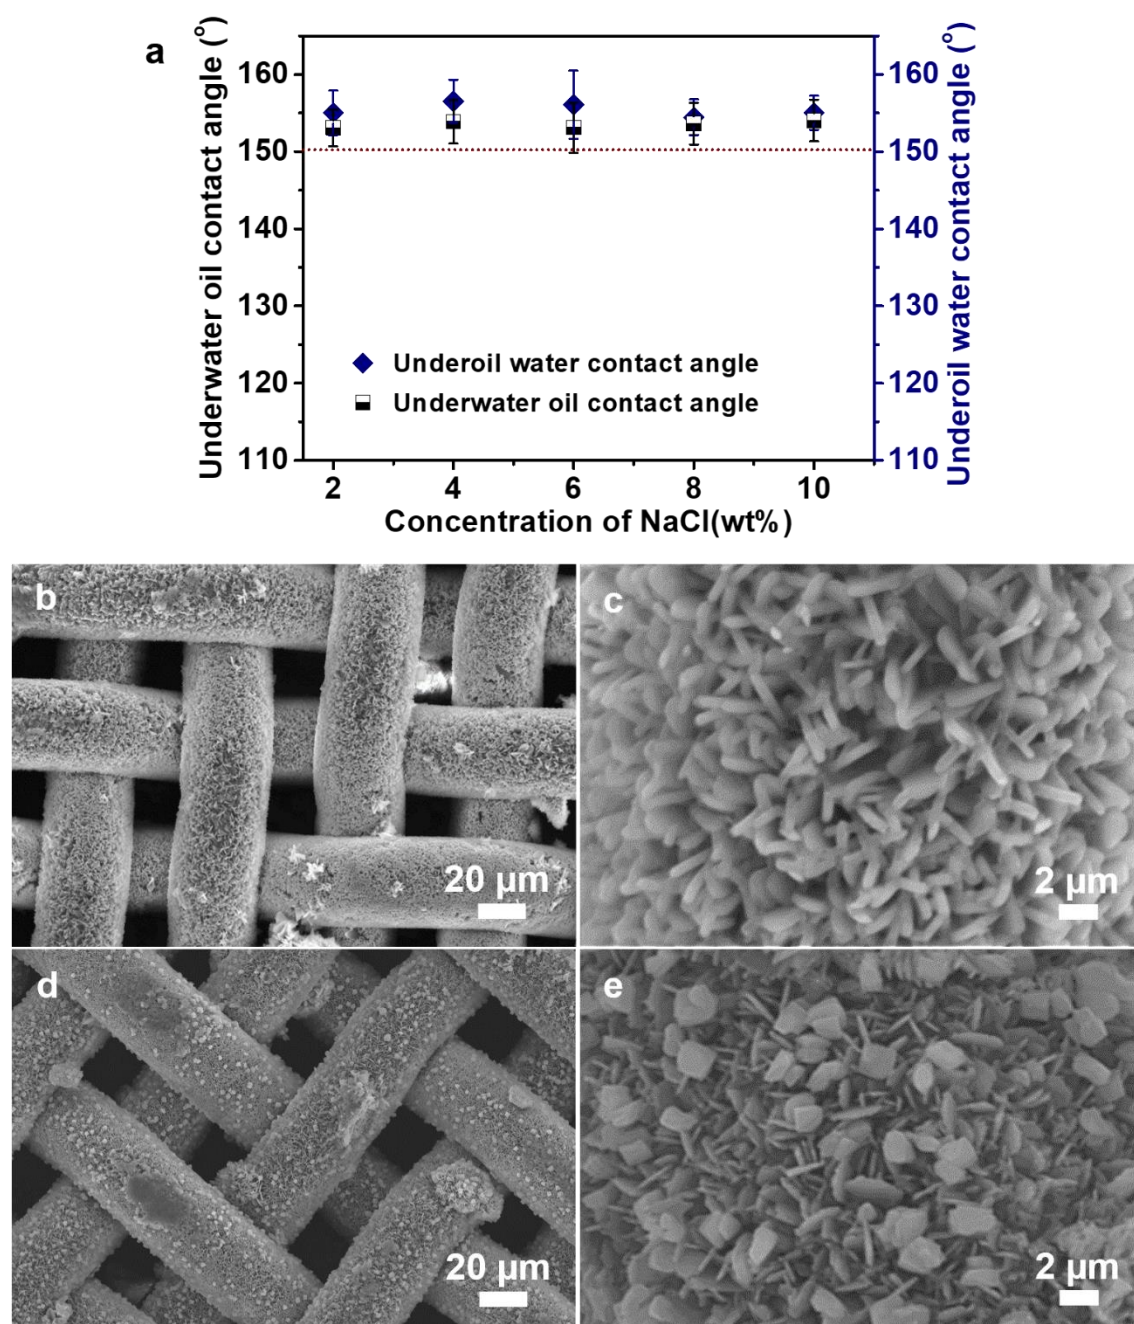 a
Underwater oil contact angle (°)
160
150
140
130
120
110
160
150
140
130
120
110
Underoil water contact angle (°)
Underoil water contact angle
Underwater oil contact angle
2 4 6 8 10
Concentration of NaCl(wt%)
b
20 μm
c
2 μm
d
20 μm
e
2 μm